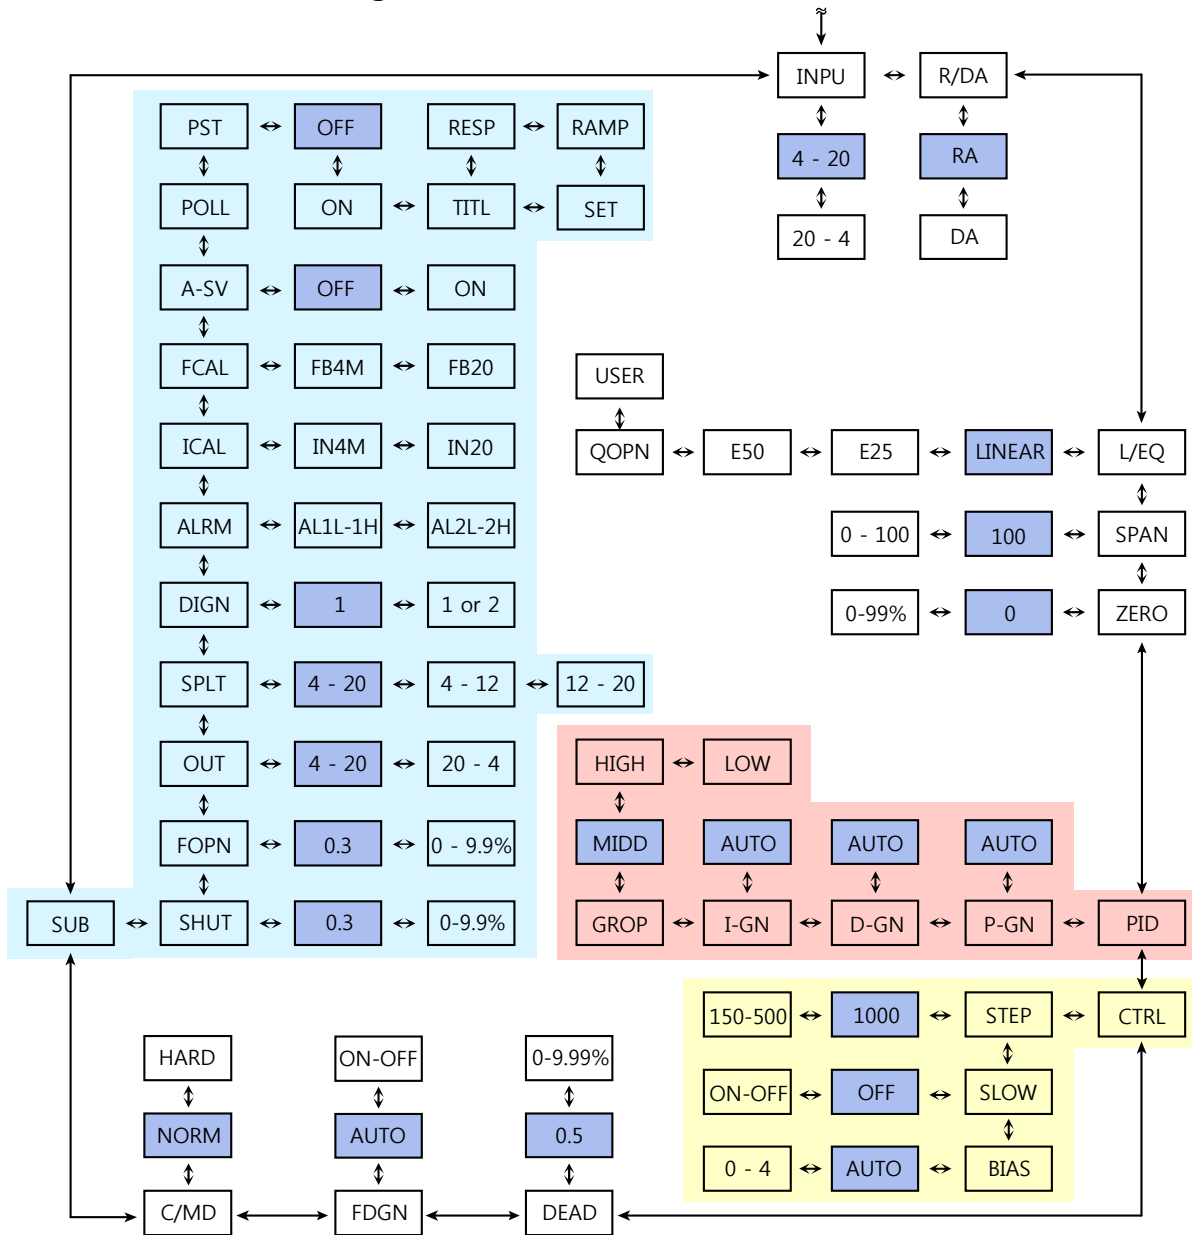 INPU R/DA
PST OFF RESP RAMP
4 - 20 RA
POLL ON TITL SET
20 - 4 DA
A-SV OFF ON
FCAL FB4M FB20
USER
ICAL IN4M IN20
QOPN E50 E25 LINEAR L/EQ
ALRM AL1L-1H AL2L-2H
0 - 100 100 SPAN
DIGN 1 1 or 2
0-99% 0 ZERO
SPLT 4 - 20 4 - 12 12 - 20
OUT 4 - 20 20 - 4
HIGH LOW
FOPN 0.3 0 - 9.9%
MIDD AUTO AUTO AUTO
SUB SHUT 0.3 0-9.9%
GROP I-GN D-GN P-GN PID
150-500 1000 STEP CTRL
HARD ON-OFF 0-9.99%
ON-OFF OFF SLOW
NORM AUTO 0.5
0 - 4 AUTO BIAS
C/MD FDGN DEAD